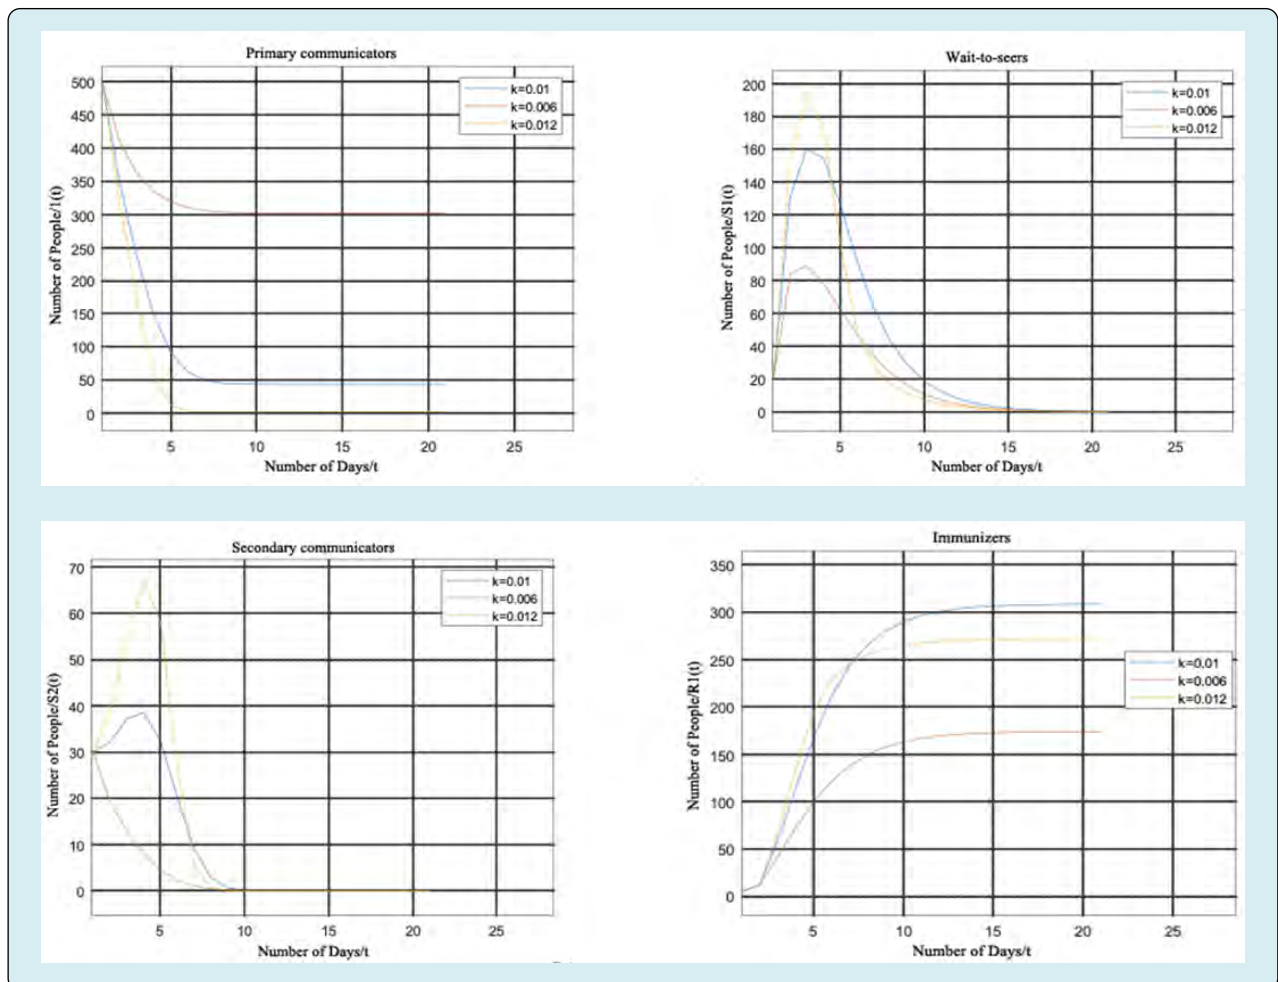 Primary communicators
500
450
400
350
300
250
200
150
100
50
0
Number of People/1(t)
k=0.01
k=0.006
k=0.012
5 10 15 20 25
Number of Days/t
Wait-to-seers
200
180
160
140
120
100
80
60
40
20
0
Number of People/S1(t)
k=0.01
k=0.006
k=0.012
5 10 15 20 25
Number of Days/t
Secondary communicators
70
60
50
40
30
20
10
0
Number of People/S2(t)
k=0.01
k=0.006
k=0.012
5 10 15 20 25
Number of Days/t
Immunizers
350
300
250
200
150
100
50
0
Number of People/R1(t)
k=0,01
k=0.006
k=0.012
5 10 15 20 25
Number of Days/t